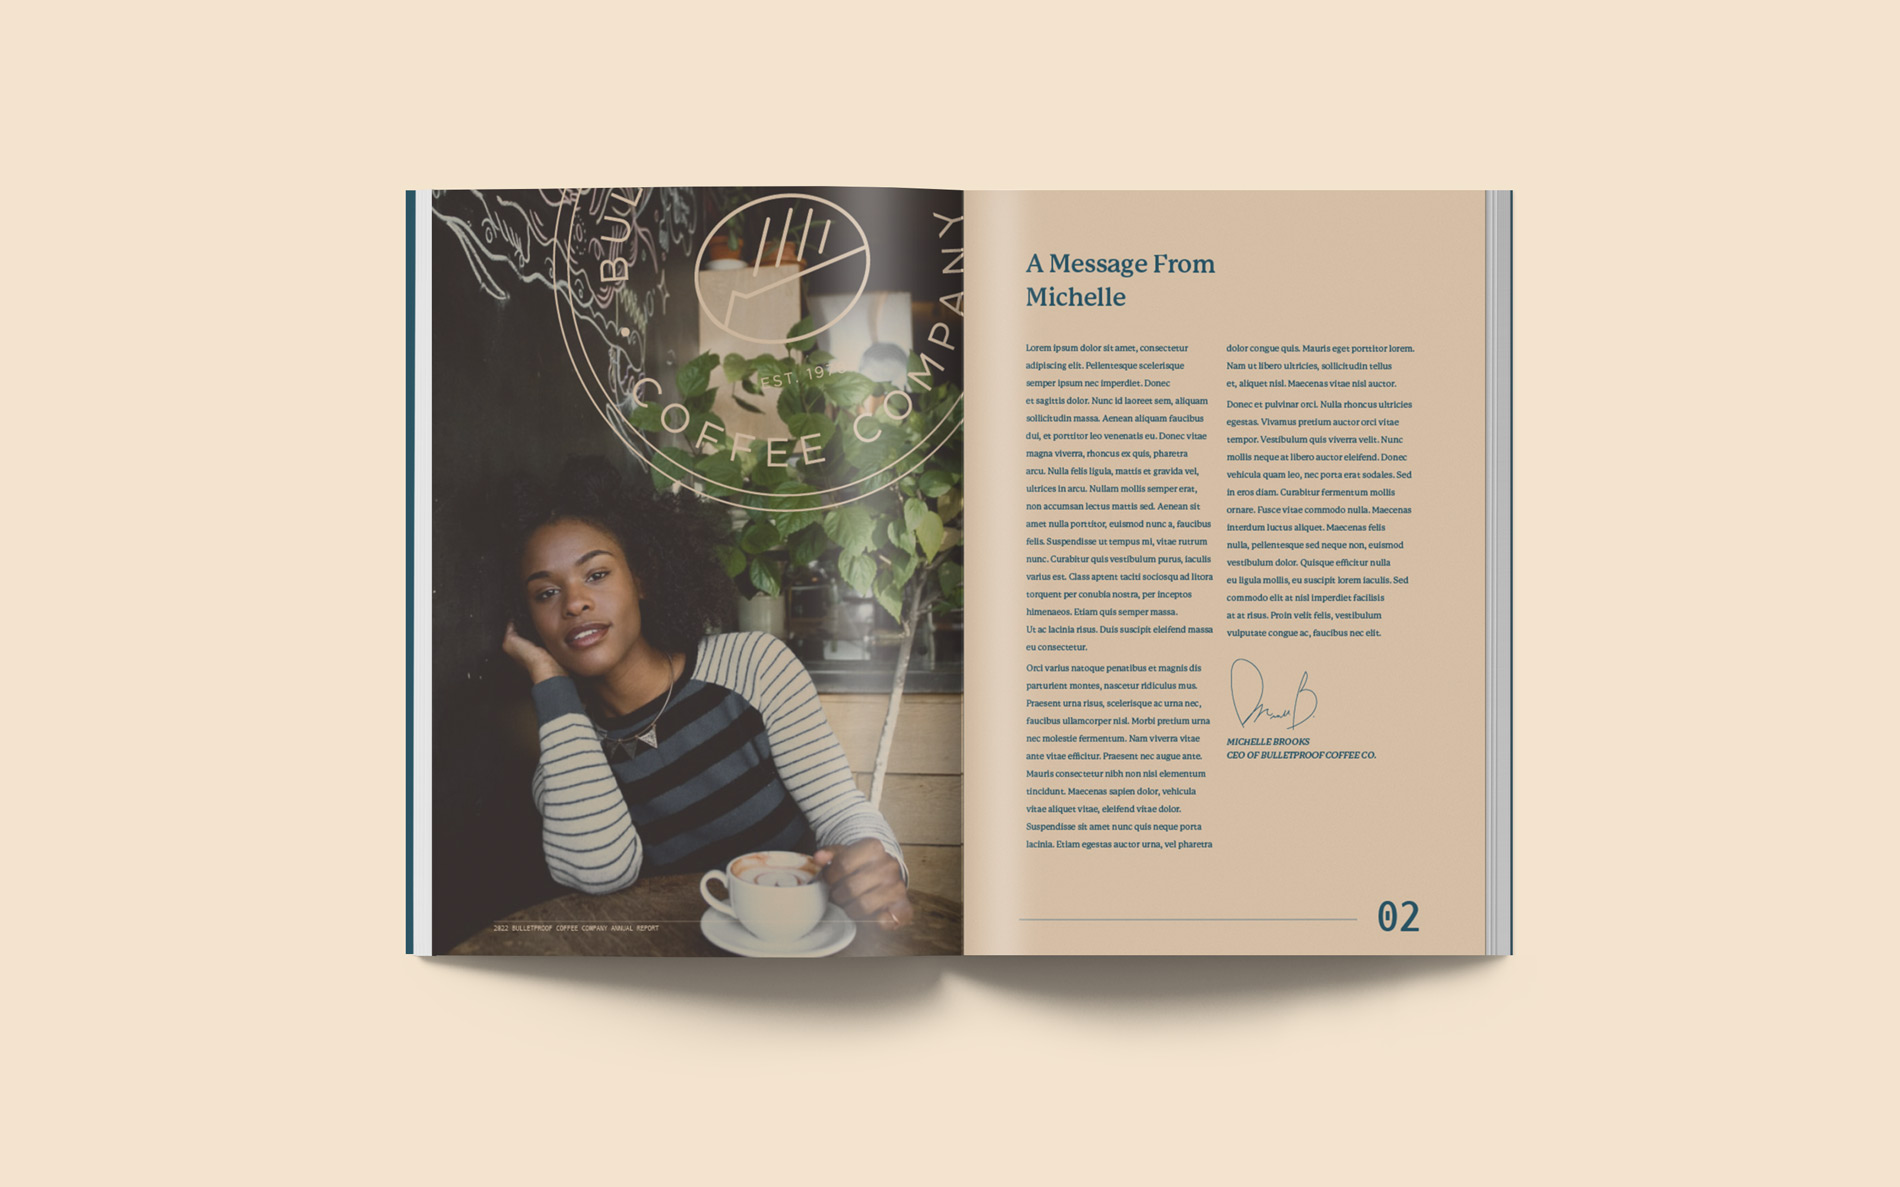 BUL
COFFEE COMPANY
EST. 197
2022 BULLETPROOF COFFEE COMPANY ANNUAL REPORT
A Message From
Michelle
Lorem ipsum dolor sit amet, consectetur
adipiscing elit. Pellentesque scelerisque
semper ipsum nec imperdiet. Donec
et sagittis dolor. Nunc id laoreet sem, aliquam
sollicitudin massa. Aenean aliquam faucibus
dui, et porttitor leo venenatis eu. Donec vitae
magna viverra, rhoncus ex quis, pharetra
arcu. Nulla felis ligula, mattis et gravida vel,
ultrices in arcu. Nullam mollis semper erat,
non accumsan lectus mattis sed. Aenean sit
amet nulla porttitor, euismod nunc a, faucibus
felis. Suspendisse ut tempus mi, vitae rutrum
nunc. Curabitur quis vestibulum purus, iaculis
varius est. Class aptent taciti sociosqu ad litora
torquent per conubia nostra, per inceptos
himenaeos. Etiam quis semper massa.
Ut ac lacinia risus. Duis suscipit eleifend massa
eu consectetur.
Orci varius natoque penatibus et magnis dis
parturient montes, nascetur ridiculus mus.
Praesent urna risus, scelerisque ac urna nec,
faucibus ullamcorper nisl. Morbi pretium urna
nec molestie fermentum. Nam viverra vitae
ante vitae efficitur. Praesent nec augue ante.
Mauris consectetur nibh non nisi elementum
tincidunt. Maecenas sapien dolor, vehicula
vitae aliquet vitae, eleifend vitae dolor.
Suspendisse sit amet nunc quis neque porta
lacinia. Etiam egestas auctor urna, vel pharetra
dolor congue quis. Mauris eget porttitor lorem.
Nam ut libero ultricies, sollicitudin tellus
et, aliquet nisl. Maecenas vitae nisl auctor.
Donec et pulvinar orci. Nulla rhoncus ultricies
egestas. Vivamus pretium auctor orci vitae
tempor. Vestibulum quis viverra velit. Nunc
mollis neque at libero auctor eleifend. Donec
vehicula quam leo, nec porta erat sodales. Sed
in eros diam. Curabitur fermentum mollis
ornare. Fusce vitae commodo nulla. Maecenas
interdum luctus aliquet. Maecenas felis
nulla, pellentesque sed neque non, euismod
vestibulum dolor. Quisque efficitur nulla
eu ligula mollis, eu suscipit lorem iaculis. Sed
commodo elit at nisl imperdiet facilisis
at at risus. Proin velit felis, vestibulum
vulputate congue ac, faucibus nec elit.
MICHELLE BROOKS
CEO OF BULLETPROOF COFFEE CO.
02